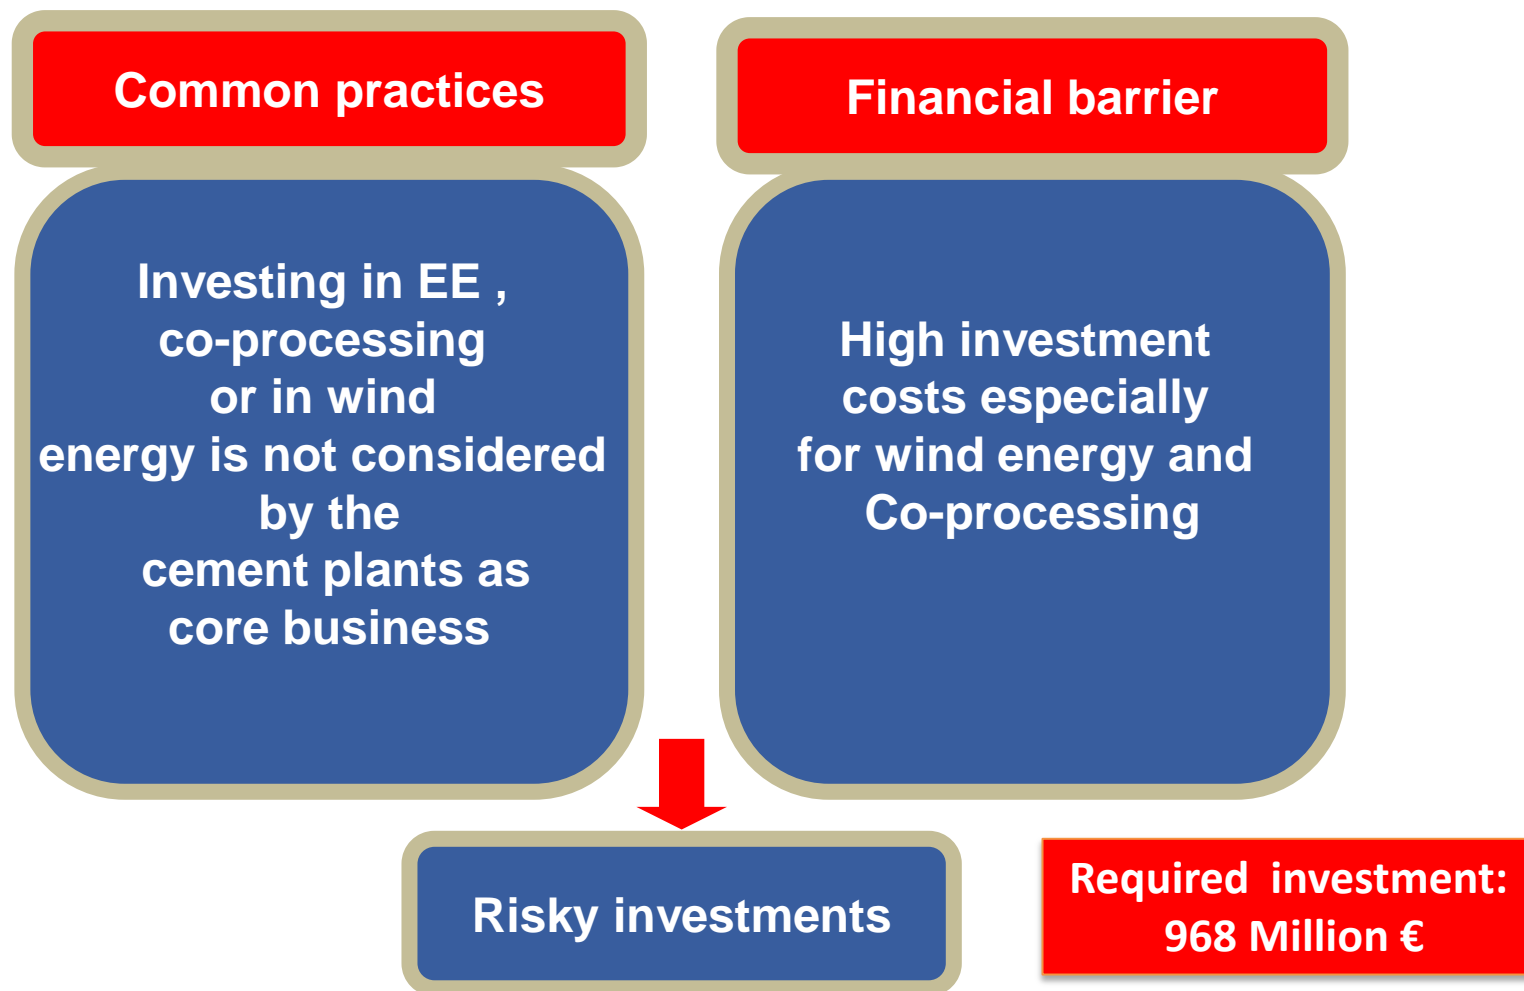 Common practices
Investing in EE ,
co-processing
or in wind
energy is not considered
by the
cement plants as
core business
Financial barrier
High investment
costs especially
for wind energy and
Co-processing
Risky investments
Required  investment:
968 Million €